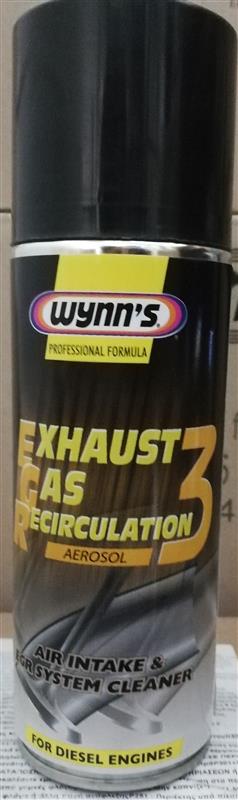 WYNN'S
PROFESSIONAL FORMULA
EXHAUST
GAS
RECIRCULATION 3
AEROSOL
AIR INTAKE &
EGR SYSTEM CLEANER
FOR DIESEL ENGINES